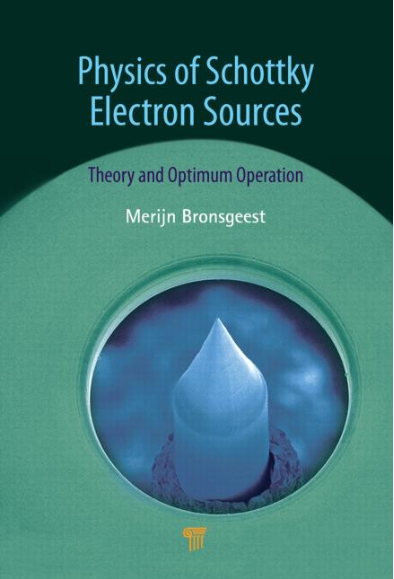 Physics of Schottky
Electron Sources
Theory and Optimum Operation
Merijn Bronsgeest